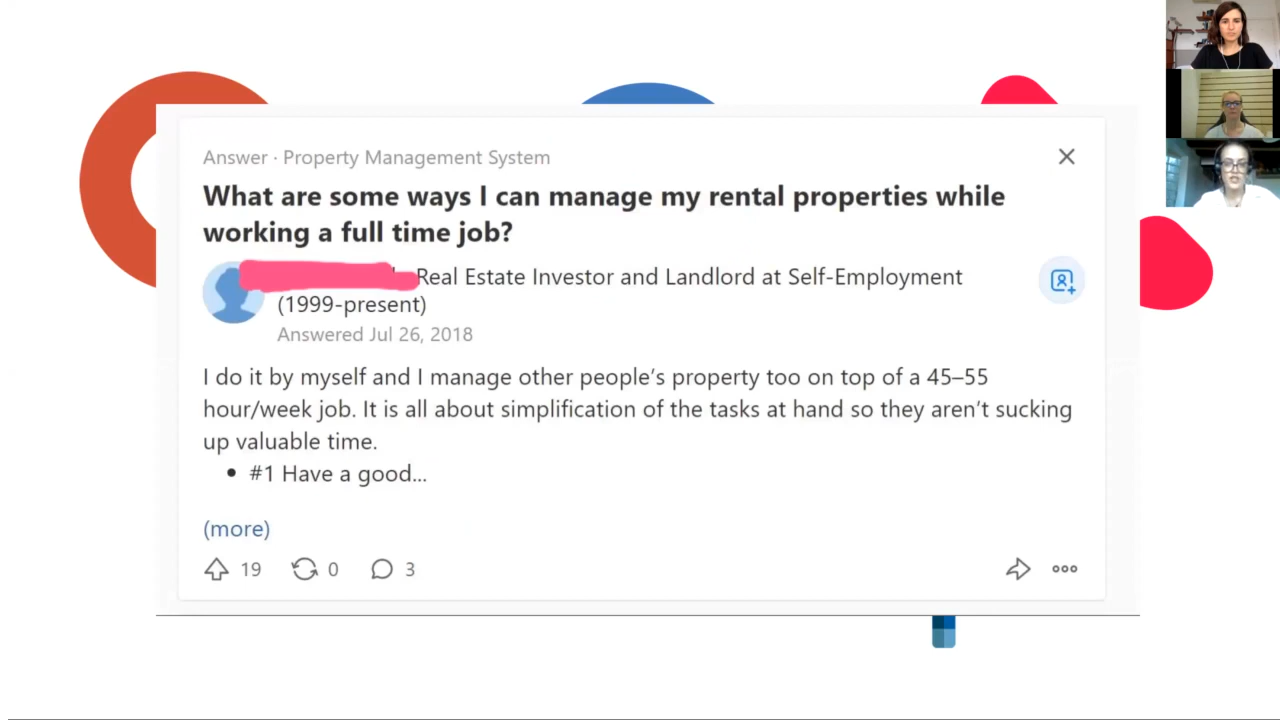 Answer · Property Management System
What are some ways I can manage my rental properties while
working a full time job?
Real Estate Investor and Landlord at Self-Employment
(1999-present)
Answered Jul 26, 2018
I do it by myself and I manage other people’s property too on top of a 45–55
hour/week job. It is all about simplification of the tasks at hand so they aren’t sucking
up valuable time.
• #1 Have a good...
(more)
19 0 3